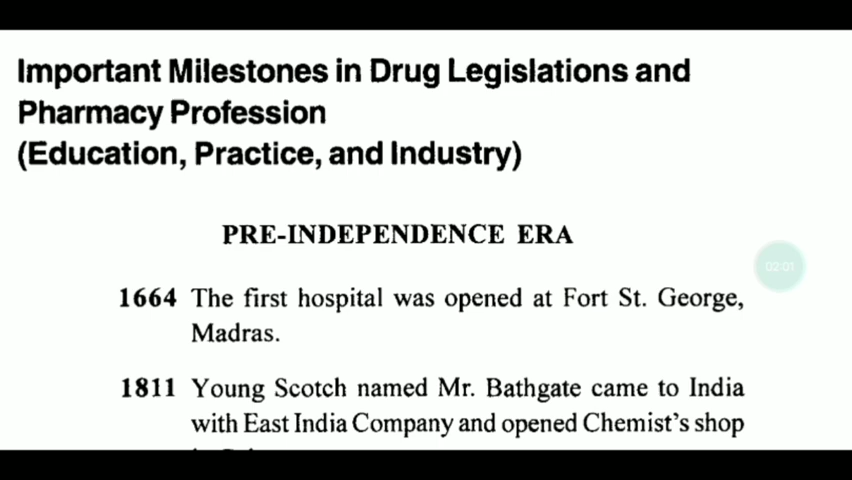 Important Milestones in Drug Legislations and
Pharmacy Profession
(Education, Practice, and Industry)
PRE-INDEPENDENCE ERA
02:01
1664 The first hospital was opened at Fort St. George,
Madras.
1811 Young Scotch named Mr. Bathgate came to India
with East India Company and opened Chemist's shop